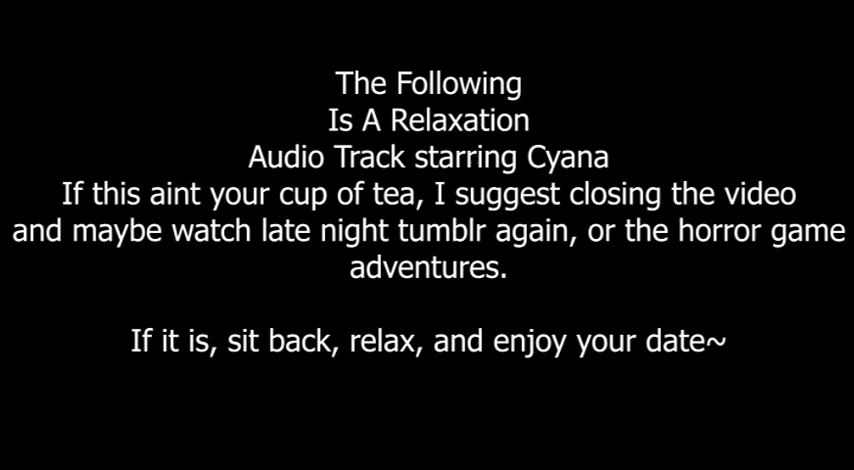 The Following
Is A Relaxation
Audio Track starring Cyana
If this aint your cup of tea, I suggest closing the video
and maybe watch late night tumblr again, or the horror game
adventures.
If it is, sit back, relax, and enjoy your date~